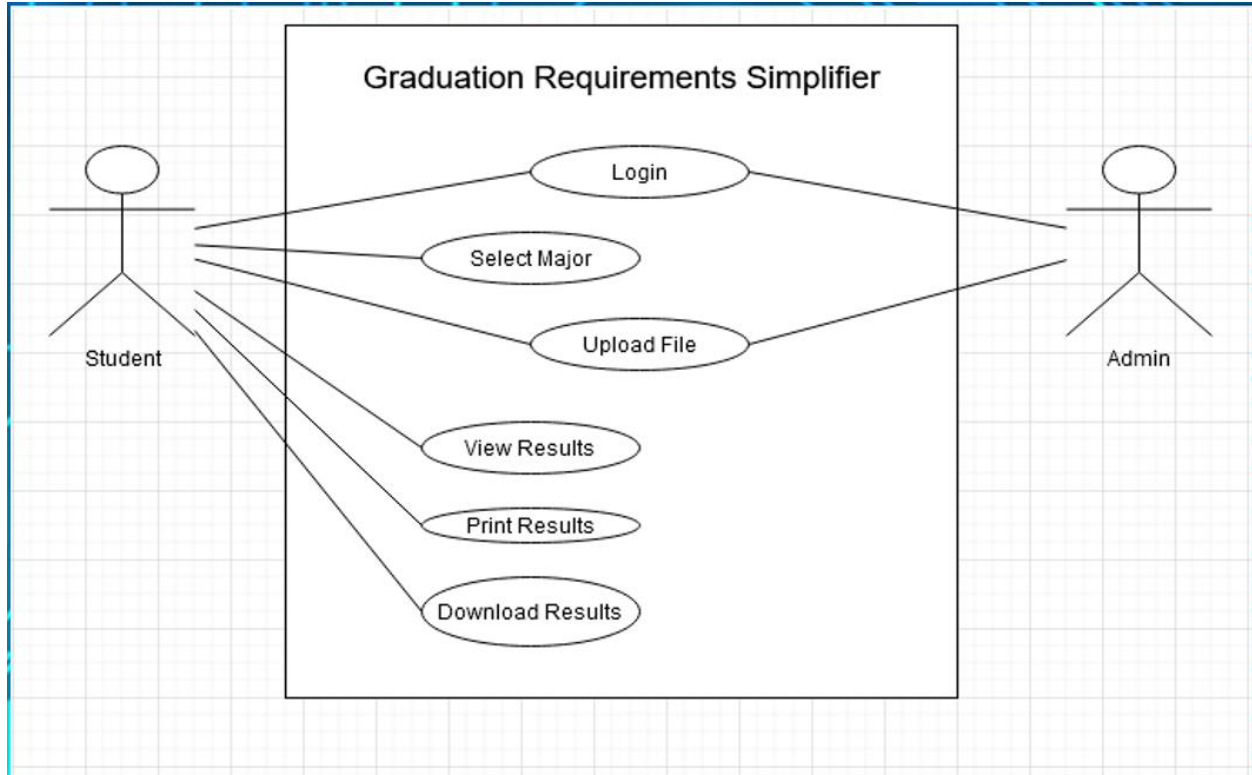 Graduation Requirements Simplifier
Login
Select Major
Upload File
Student
Admin
View Results
Print Results
Download Results